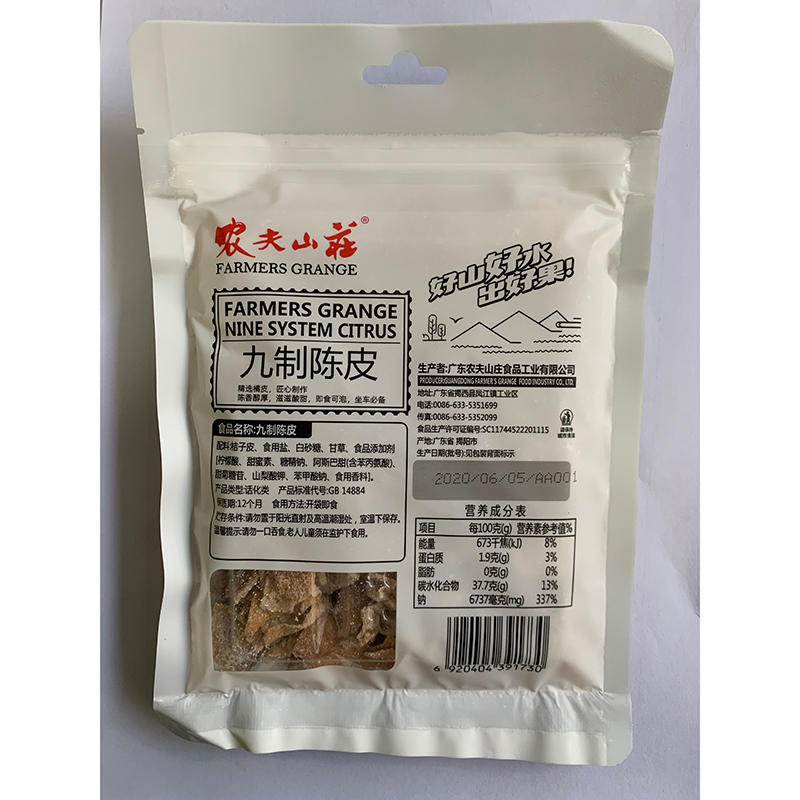 农夫山莊®
FARMERS GRANGE
FARMERS GRANGE
NINE SYSTEM CITRUS
九制陈皮
精选橘皮，匠心制作
陈香醇厚，滋滋酸甜，即食可泡，坐车必备
食品名称:九制陈皮
配料:桔子皮、食用盐、白砂糖、甘草、食品添加剂
[柠檬酸、甜蜜素、糖精钠、阿斯巴甜(含苯丙氨酸)、
甜菊糖苷、山梨酸钾、苯甲酸钠、食用香料]。
产品类型:话化类 产品标准代号:GB 14884
保质期:12个月 食用方法:开袋即食
贮存条件:请勿置于阳光直射及高温潮湿处，室温下保存。
温馨提示:请勿一口吞食,老人儿童须在监护下食用。
好山好水
出好果!
生产者:广东农夫山庄食品工业有限公司
PRODUCER:GUANGDONG FARMER'S GRANGE FOOD INDUSTRY CO., LTD.
地址:广东省揭西县凤江镇工业区
电话:0086-633-5351699
传真:0086-633-5352099
食品生产许可证编号:SC11744522201115
产地:广东省 揭阳市
生产日期(批号):见包装背面标示
请保持
城市清洁
2020/06/05/AA001
营养成分表
项目 每100克(g) 营养素参考值%
能量 673千焦(kJ) 8%
蛋白质 1.9克(g) 3%
脂肪 0克(g) 0%
碳水化合物 37.7克(g) 13%
钠 6737毫克(mg) 337%
6 920404 391730